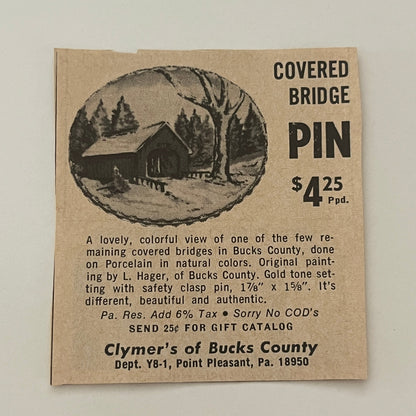 COVERED
BRIDGE
PIN
$4.25
Ppd.
A lovely, colorful view of one of the few re-
maining covered bridges in Bucks County, done
on Porcelain in natural colors. Original paint-
ing by L. Hager, of Bucks County. Gold tone set-
ting with safety clasp pin, 1⅞" x 1⅝". It's
different, beautiful and authentic.
Pa. Res. Add 6% Tax • Sorry No COD's
SEND 25¢ FOR GIFT CATALOG
Clymer's of Bucks County
Dept. Y8-1, Point Pleasant, Pa. 18950